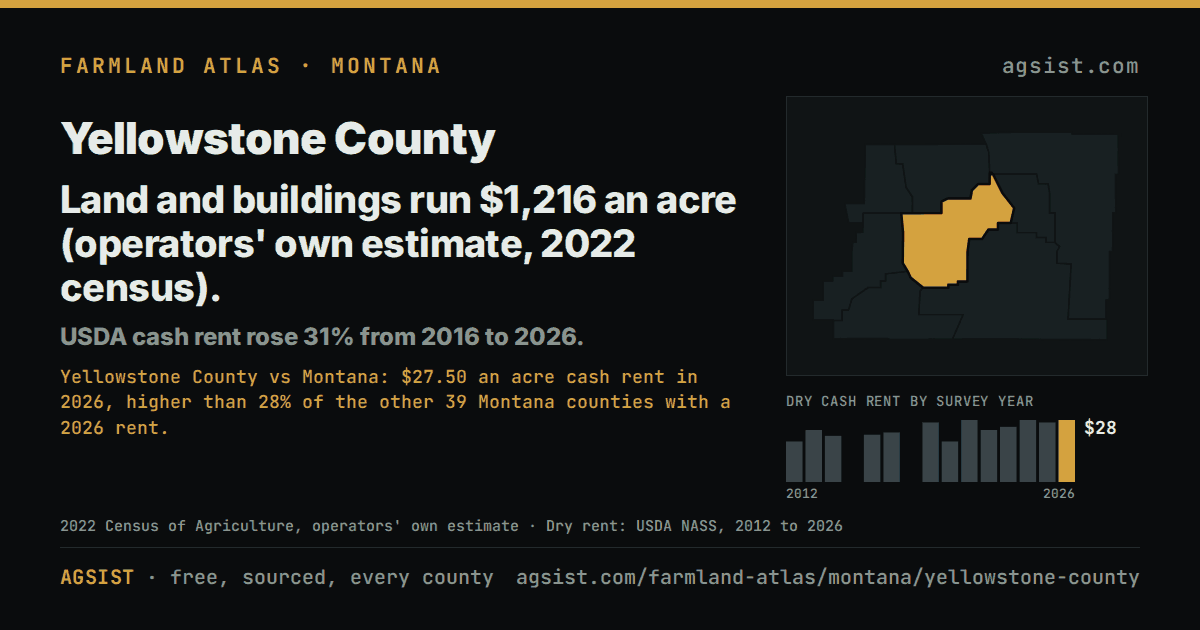 FARMLAND ATLAS · MONTANA
agsist.com
Yellowstone County
Land and buildings run $1,216 an acre
(operators' own estimate, 2022
census).
USDA cash rent rose 31% from 2016 to 2026.
Yellowstone County vs Montana: $27.50 an acre cash rent in
2026, higher than 28% of the other 39 Montana counties with a
2026 rent.
DRY CASH RENT BY SURVEY YEAR
$28
2012
2026
2022 Census of Agriculture, operators' own estimate · Dry rent: USDA NASS, 2012 to 2026
AGSIST · free, sourced, every county
agsist.com/farmland-atlas/montana/yellowstone-county